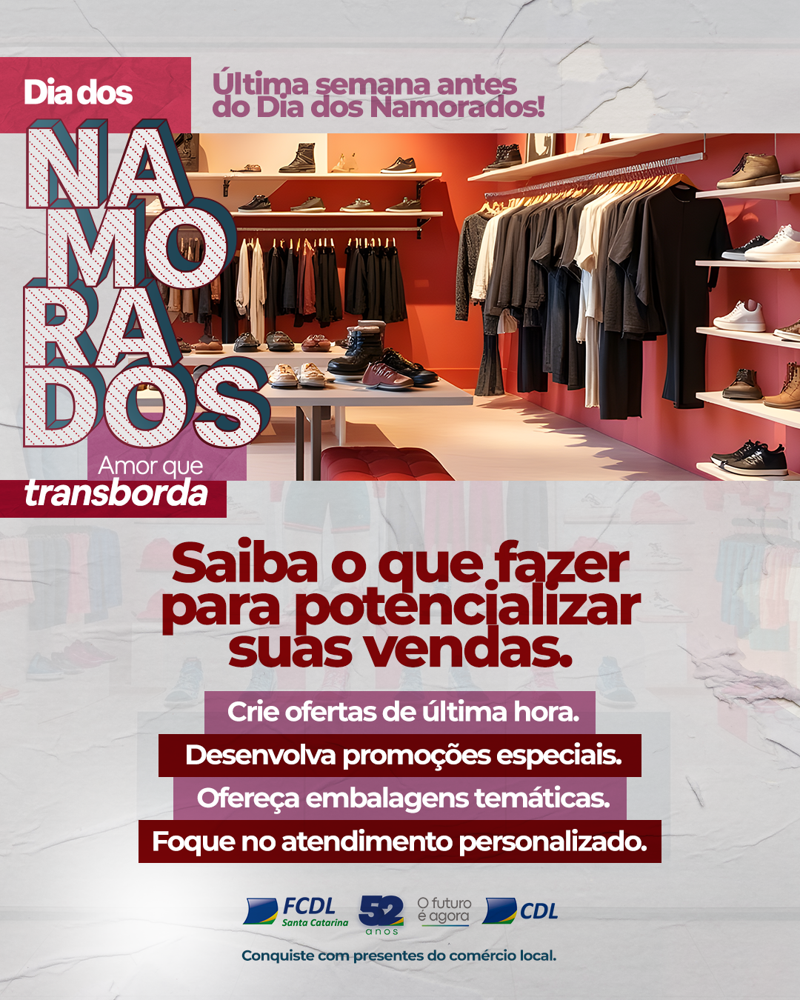 Dia dos
NA
MO
RA
DOS
Amor que
transborda
Última semana antes
do Dia dos Namorados!
Saiba o que fazer
para potencializar
suas vendas.
Crie ofertas de última hora.
Desenvolva promoções especiais.
Ofereça embalagens temáticas.
Foque no atendimento personalizado.
FCDL
Santa Catarina
52
anos
O futuro
é agora
CDL
Conquiste com presentes do comércio local.